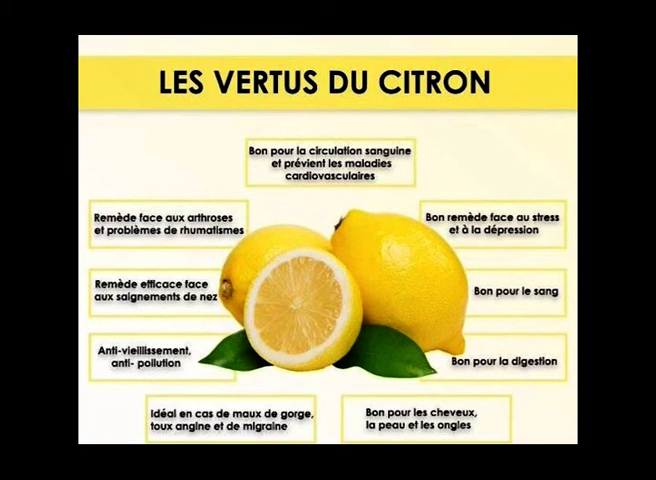 LES VERTUS DU CITRON
Bon pour la circulation sanguine
et prévient les maladies
cardiovasculaires
Remède face aux arthroses
et problèmes de rhumatismes
Bon remède face au stress
et à la dépression
Remède efficace face
aux saignements de nez
Bon pour le sang
Anti-vieillissement,
anti- pollution
Bon pour la digestion
Idéal en cas de maux de gorge,
toux angine et de migraine
Bon pour les cheveux,
la peau et les ongles